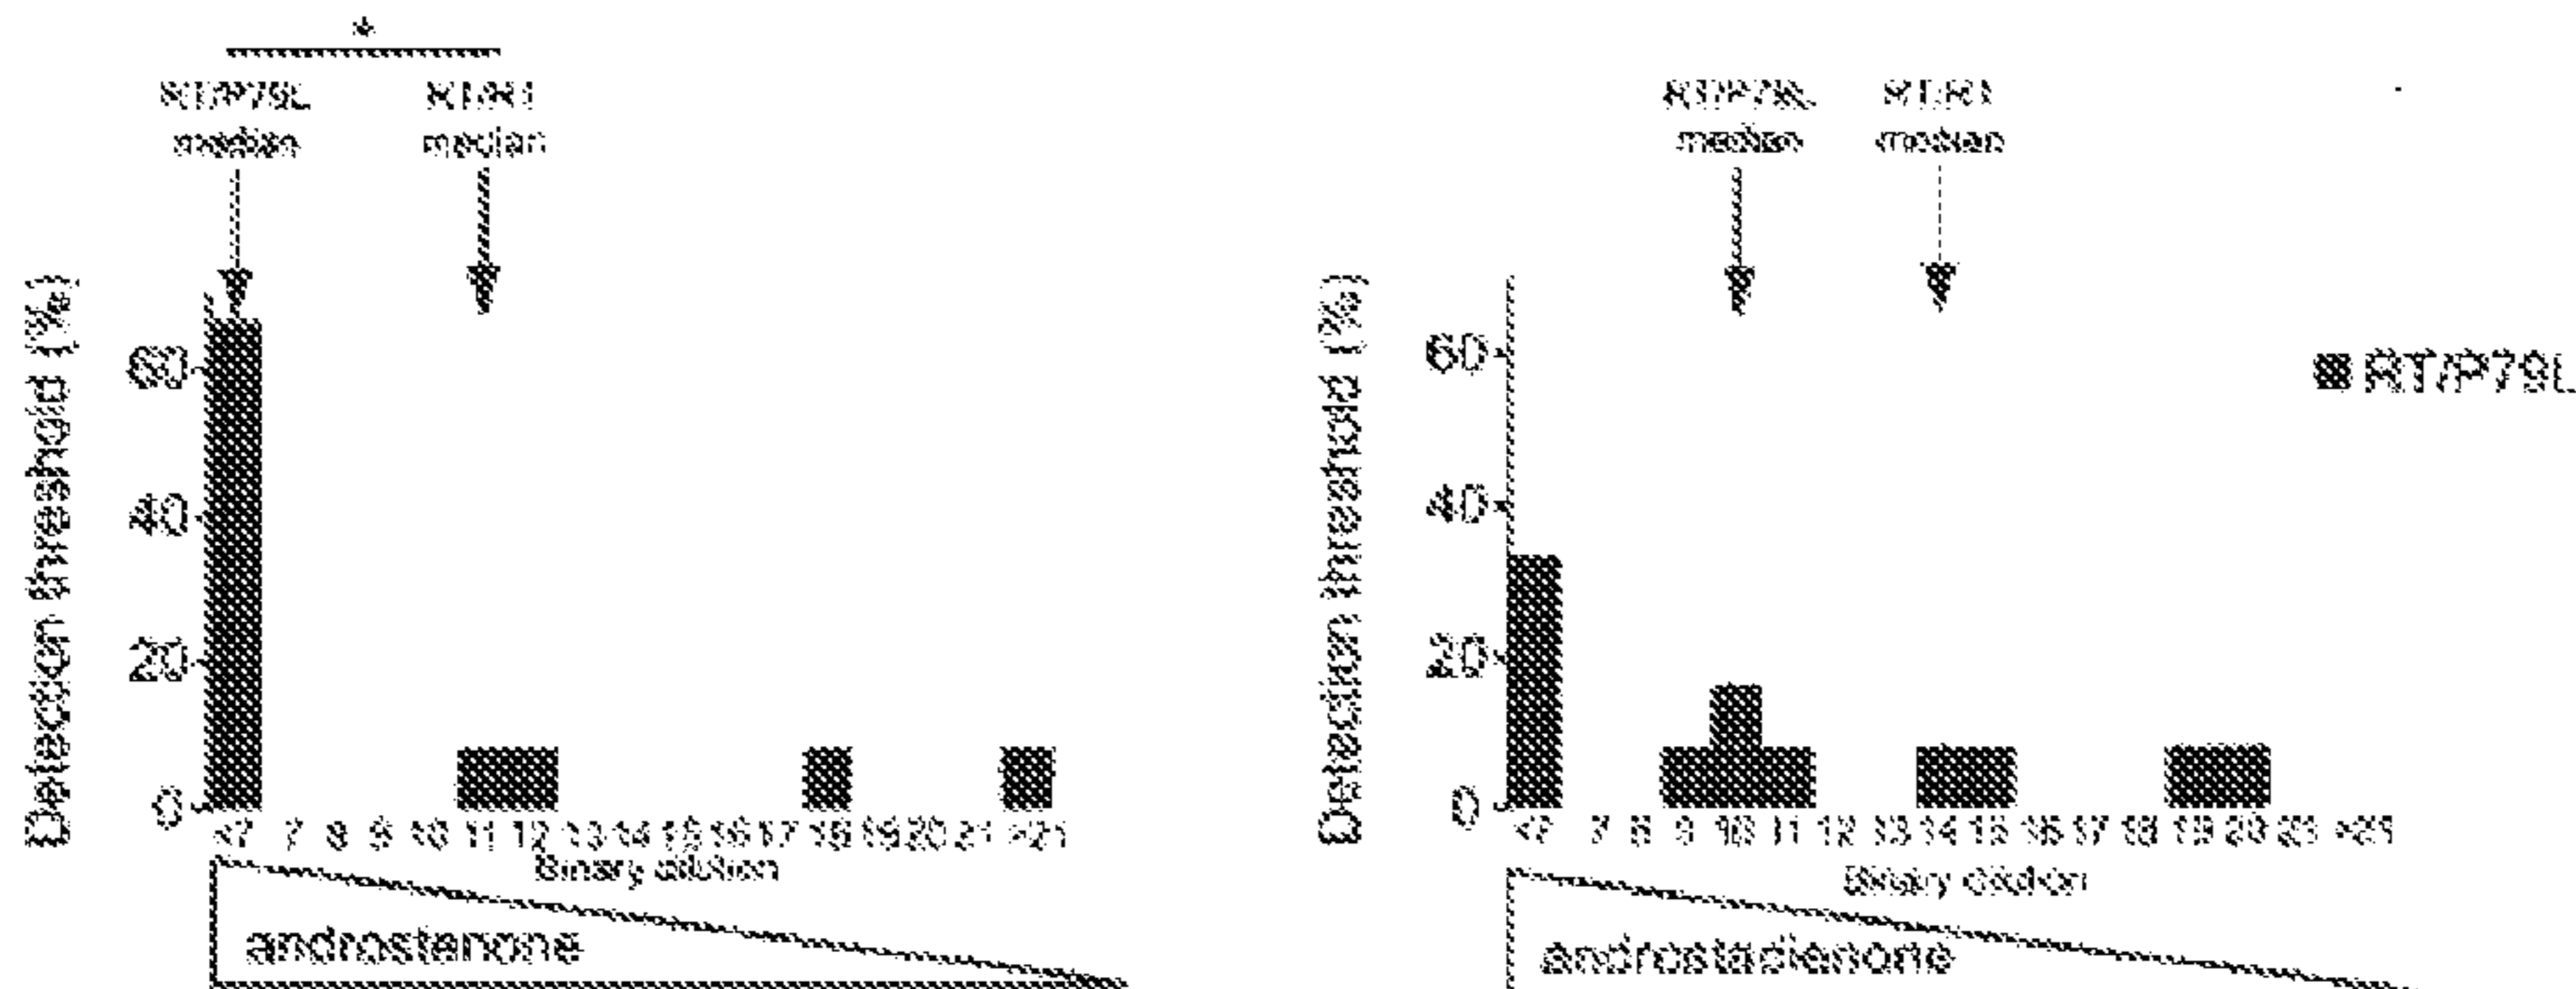 *
RT/P79L
median
RT/RT
median
Detection threshold (%)
60
40
20
0
<7 7 8 9 10 11 12 13 14 15 16 17 18 19 20 21 >21
Binary dilution
androstenone
RT/P79L
median
RT/RT
median
Detection threshold (%)
60
40
20
0
<7 7 8 9 10 11 12 13 14 15 16 17 18 19 20 21 >21
Binary dilution
androstadienone
RT/P79L